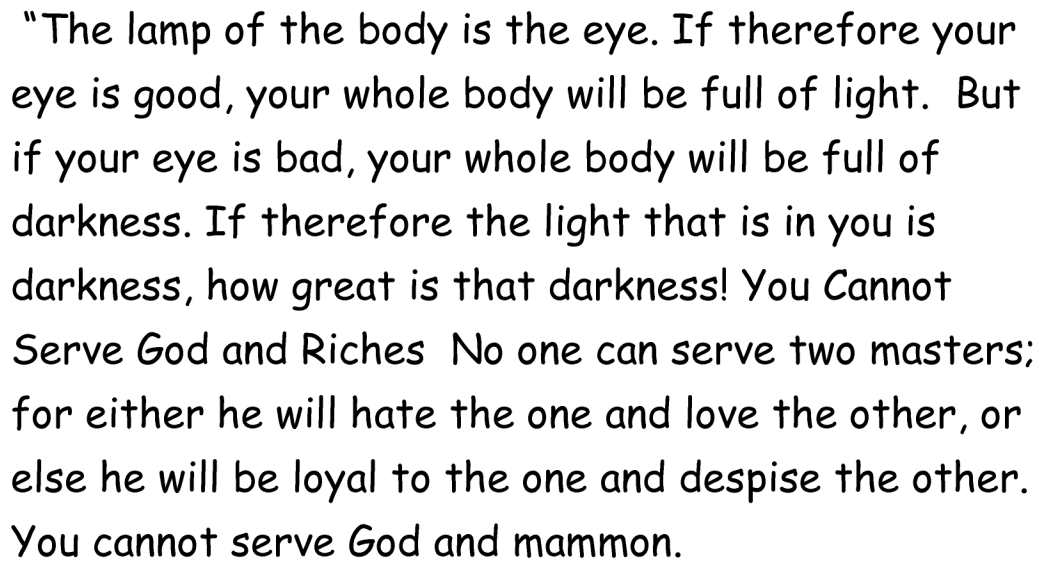 “The lamp of the body is the eye. If therefore your
eye is good, your whole body will be full of light.  But
if your eye is bad, your whole body will be full of
darkness. If therefore the light that is in you is
darkness, how great is that darkness! You Cannot
Serve God and Riches  No one can serve two masters;
for either he will hate the one and love the other, or
else he will be loyal to the one and despise the other.
You cannot serve God and mammon.